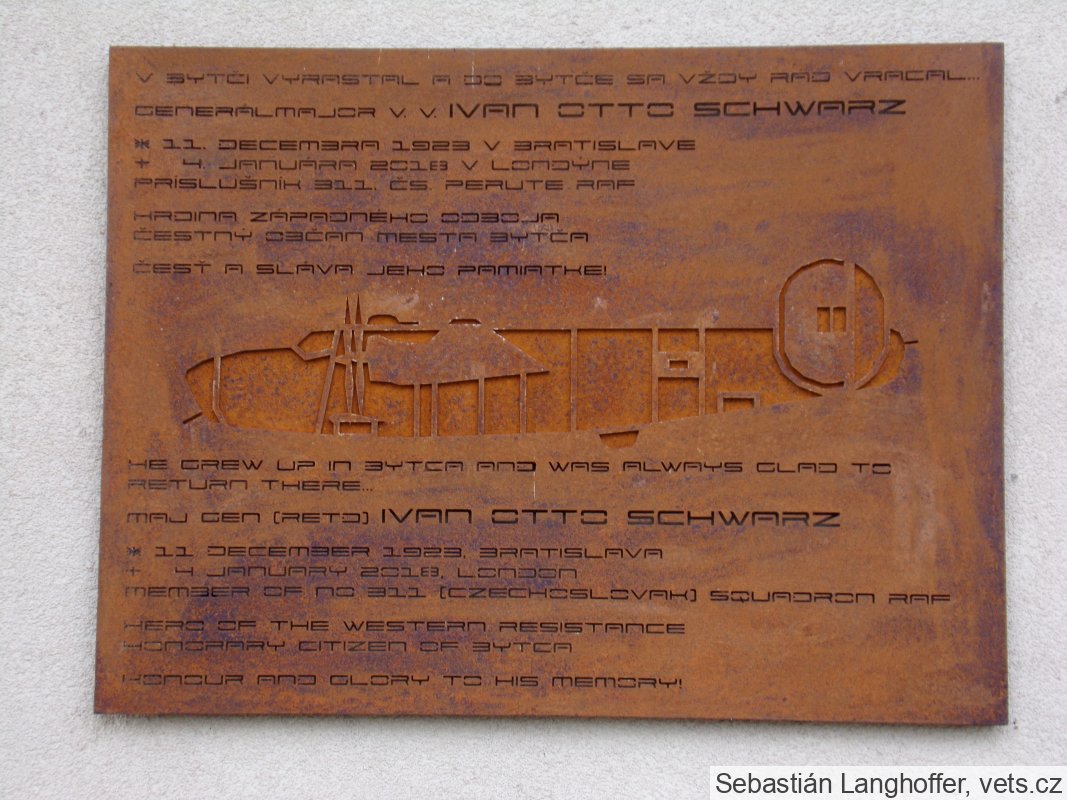 V BYTČI VYRASTAL A DO BYTČE SA VŽDY RÁD VRACAL...
GENERÁLMAJOR V. V. IVAN OTTO SCHWARZ
* 11. DECEMBRA 1923 V BRATISLAVE
+ 4. JANUÁRA 2018 V LONDÝNE
PRÍSLUŠNÍK 311. ČS. PERUTE RAF
HRDINA ZÁPADNÉHO ODBOJA
ČESTNÝ OBČAN MESTA BYTČA
ČESŤ A SLÁVA JEHO PAMIATKE!
HE GREW UP IN BYTCA AND WAS ALWAYS GLAD TO
RETURN THERE...
MAJ GEN (RETD) IVAN OTTO SCHWARZ
* 11 DECEMBER 1923, BRATISLAVA
+ 4 JANUARY 2018, LONDON
MEMBER OF NO 311 (CZECHOSLOVAK) SQUADRON RAF
HERO OF THE WESTERN RESISTANCE
HONORARY CITIZEN OF BYTCA
HONOUR AND GLORY TO HIS MEMORY!
Sebastián Langhoffer, vets.cz